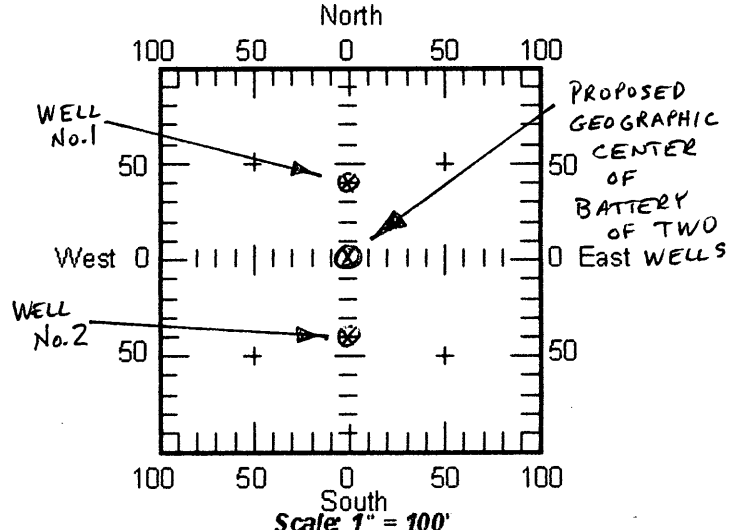 North
100 50 0 50 100
WELL
No.1
PROPOSED
GEOGRAPHIC
CENTER
OF
BATTERY
OF TWO
East WELLS
50 50
West 0 0
WELL
No.2
50 50
100 50 0 50 100
South
Scale: 1" = 100'